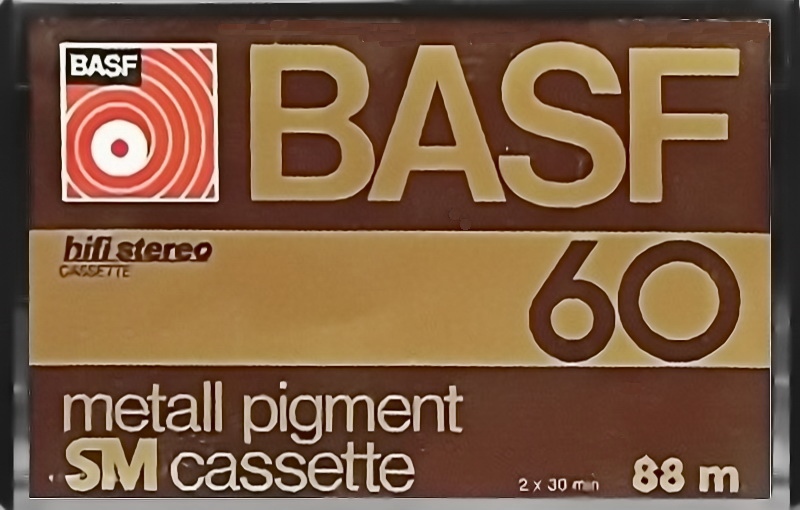 BASF
BASF
hifi stereo
CASSETTE
60
metall pigment
SM cassette
2 x 30 min
88 m